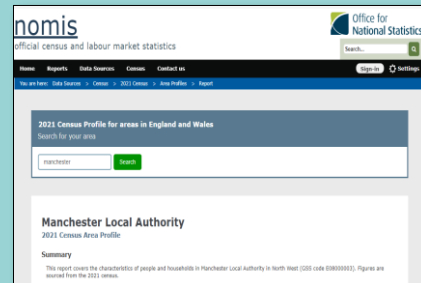 nomis
official census and labour market statistics
Office for
National Statistics
Search...
Home Reports Data Sources Census Contact us
Sign-in Settings
You are here: Data Sources > Census > 2021 Census > Area Profiles > Report
2021 Census Profile for areas in England and Wales
Search for your area
manchester Search
Manchester Local Authority
2021 Census Area Profile
Summary
This report covers the characteristics of people and households in Manchester Local Authority in North West (GSS code E08000003). Figures are
sourced from the 2021 census.